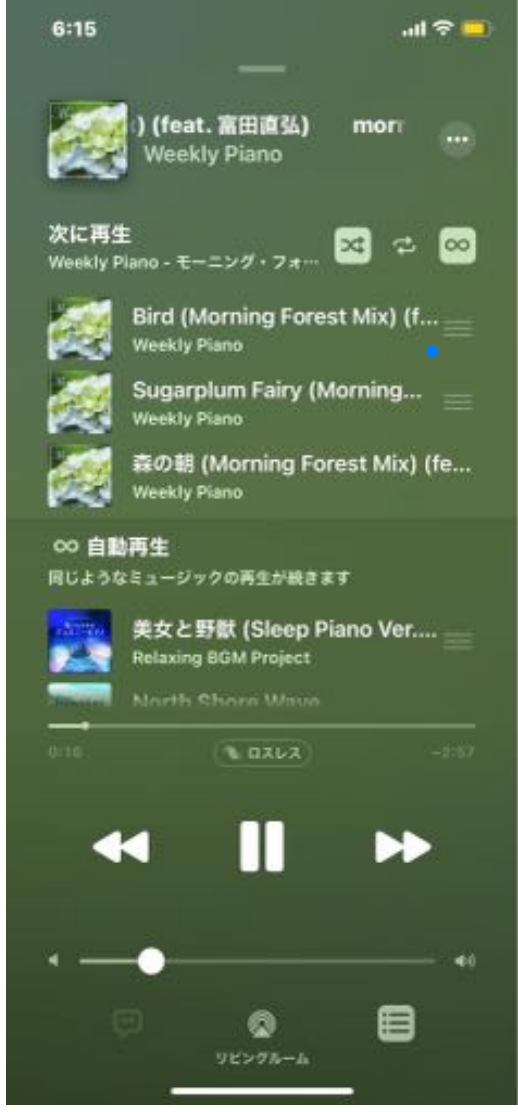 6:15
) (feat. 富田直弘) morr
Weekly Piano
次に再生
Weekly Piano - モーニング・フォ…
Bird (Morning Forest Mix) (f...
Weekly Piano
Sugarplum Fairy (Morning...
Weekly Piano
森の朝 (Morning Forest Mix) (fe...
Weekly Piano
自動再生
同じようなミュージックの再生が続きます
美女と野獣 (Sleep Piano Ver....
Relaxing BGM Project
North Shore Wave
0:16 ロスレス -2:57
リビングルーム